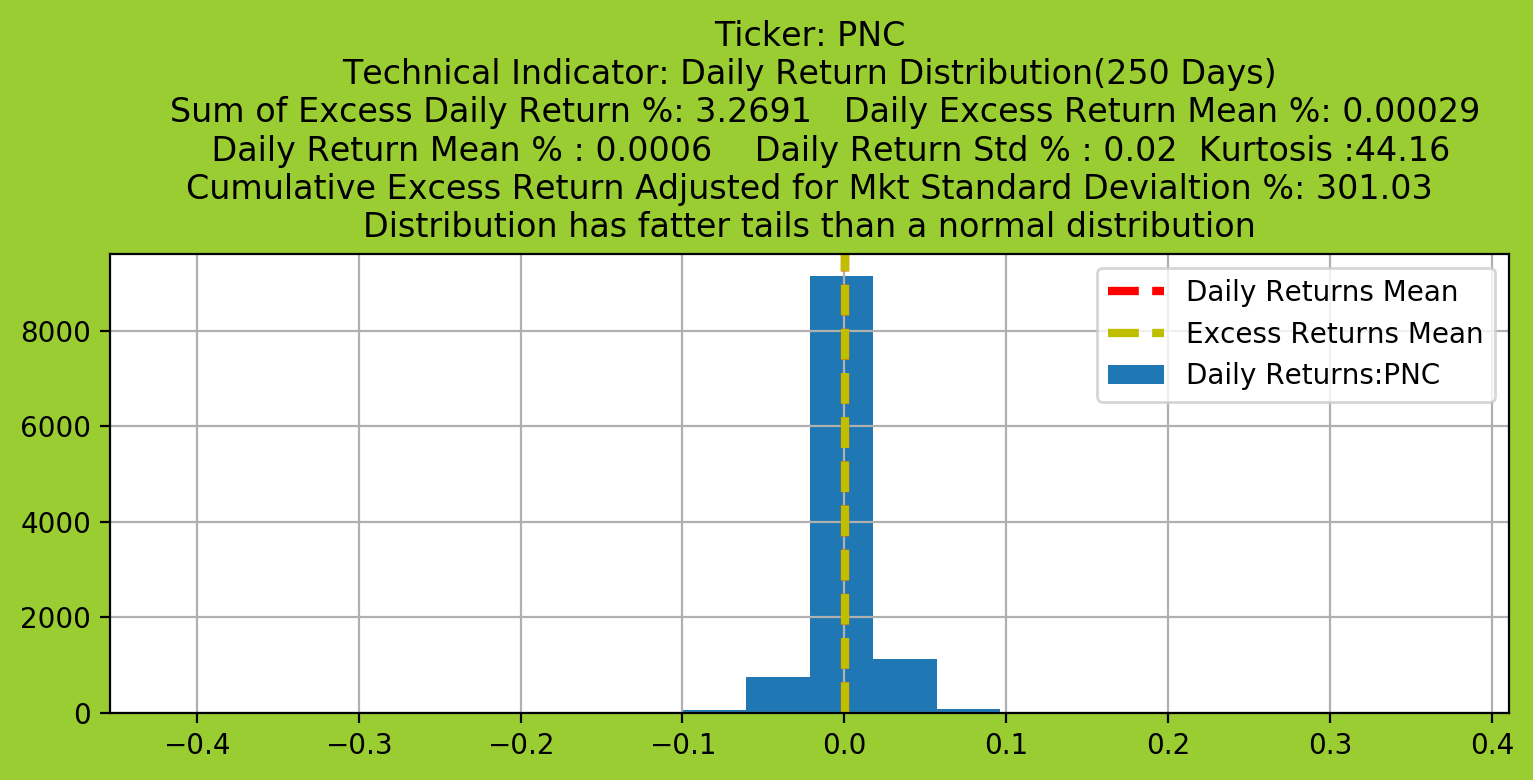 Ticker: PNC
Technical Indicator: Daily Return Distribution(250 Days)
Sum of Excess Daily Return %: 3.2691   Daily Excess Return Mean %: 0.00029
Daily Return Mean % : 0.0006    Daily Return Std % : 0.02  Kurtosis :44.16
Cumulative Excess Return Adjusted for Mkt Standard Devialtion %: 301.03
Distribution has fatter tails than a normal distribution
Daily Returns Mean
Excess Returns Mean
Daily Returns:PNC
8000
6000
4000
2000
0
−0.4 −0.3 −0.2 −0.1 0.0 0.1 0.2 0.3 0.4